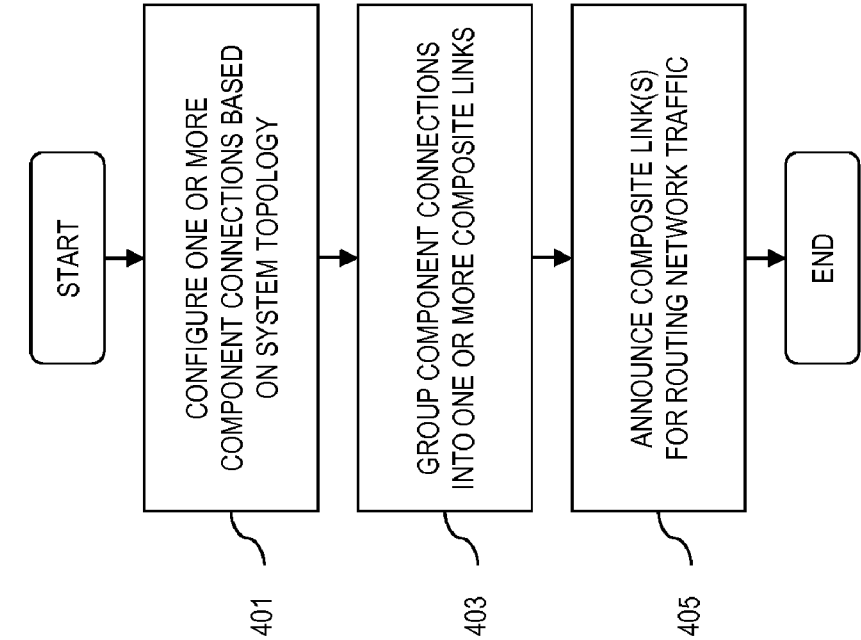 START
CONFIGURE ONE OR MORE
COMPONENT CONNECTIONS BASED
ON SYSTEM TOPOLOGY
401
GROUP COMPONENT CONNECTIONS
INTO ONE OR MORE COMPOSITE LINKS
403
ANNOUNCE COMPOSITE LINK(S)
FOR ROUTING NETWORK TRAFFIC
405
END